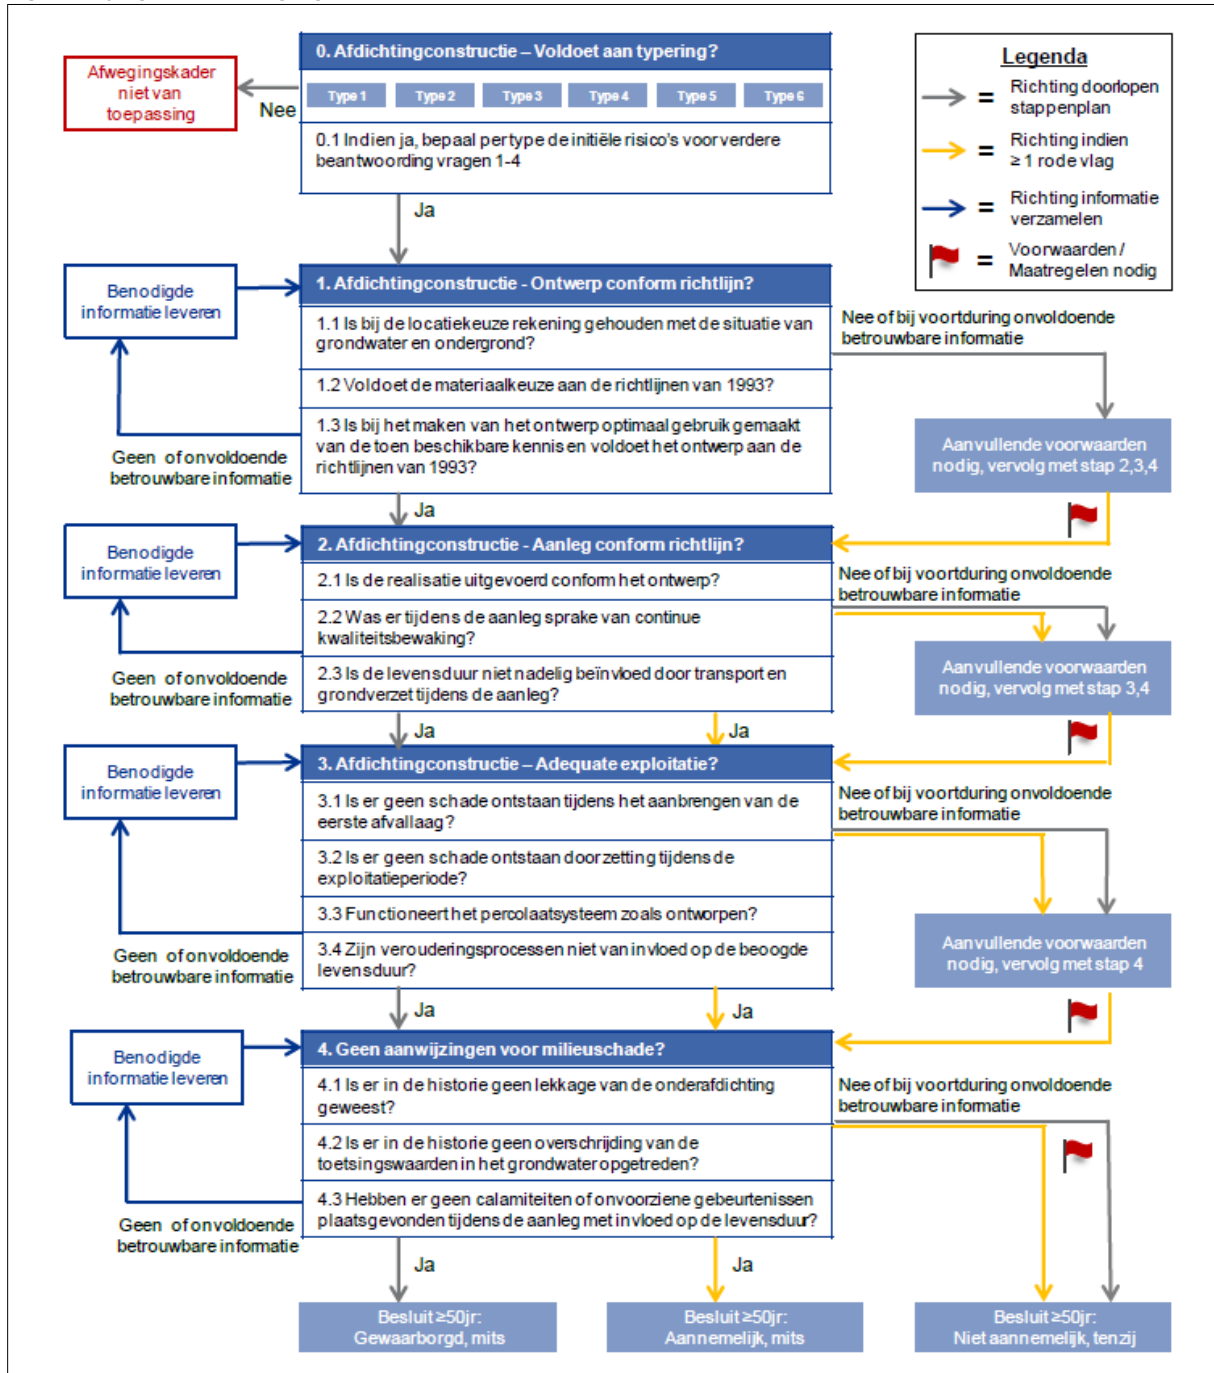 0. Afdichtingconstructie – Voldoet aan typering?
Type 1
Type 2
Type 3
Type 4
Type 5
Type 6
0.1 Indien ja, bepaal per type de initiële risico's voor verdere
beantwoording vragen 1-4
Afwegingskader
niet van
toepassing
Nee
Ja
Legenda
= Richting doorlopen
stappenplan
= Richting indien
≥ 1 rode vlag
= Richting informatie
verzamelen
= Voorwaarden /
Maatregelen nodig
Benodigde
informatie leveren
1. Afdichtingconstructie - Ontwerp conform richtlijn?
1.1 Is bij de locatiekeuze rekening gehouden met de situatie van
grondwater en ondergrond?
1.2 Voldoet de materiaalkeuze aan de richtlijnen van 1993?
1.3 Is bij het maken van het ontwerp optimaal gebruik gemaakt
van de toen beschikbare kennis en voldoet het ontwerp aan de
richtlijnen van 1993?
Geen of onvoldoende
betrouwbare informatie
Nee of bij voortduring onvoldoende
betrouwbare informatie
Aanvullende voorwaarden
nodig, vervolg met stap 2,3,4
Ja
Benodigde
informatie leveren
2. Afdichtingconstructie - Aanleg conform richtlijn?
2.1 Is de realisatie uitgevoerd conform het ontwerp?
2.2 Was er tijdens de aanleg sprake van continue
kwaliteitsbewaking?
2.3 Is de levensduur niet nadelig beïnvloed door transport en
grondverzet tijdens de aanleg?
Geen of onvoldoende
betrouwbare informatie
Nee of bij voortduring onvoldoende
betrouwbare informatie
Aanvullende voorwaarden
nodig, vervolg met stap 3,4
Ja
Ja
Benodigde
informatie leveren
3. Afdichtingconstructie – Adequate exploitatie?
3.1 Is er geen schade ontstaan tijdens het aanbrengen van de
eerste afvallaag?
3.2 Is er geen schade ontstaan door zetting tijdens de
exploitatieperiode?
3.3 Functioneert het percolaatsysteem zoals ontworpen?
3.4 Zijn verouderingsprocessen niet van invloed op de beoogde
levensduur?
Geen of onvoldoende
betrouwbare informatie
Nee of bij voortduring onvoldoende
betrouwbare informatie
Aanvullende voorwaarden
nodig, vervolg met stap 4
Ja
Ja
Benodigde
informatie leveren
4. Geen aanwijzingen voor milieuschade?
4.1 Is er in de historie geen lekkage van de onderafdichting
geweest?
4.2 Is er in de historie geen overschrijding van de
toetsingswaarden in het grondwater opgetreden?
4.3 Hebben er geen calamiteiten of onvoorziene gebeurtenissen
plaatsgevonden tijdens de aanleg met invloed op de levensduur?
Geen of onvoldoende
betrouwbare informatie
Nee of bij voortduring onvoldoende
betrouwbare informatie
Ja
Ja
Besluit ≥50jr:
Gewaarborgd, mits
Besluit ≥50jr:
Aannemelijk, mits
Besluit ≥50jr:
Niet aannemelijk, tenzij